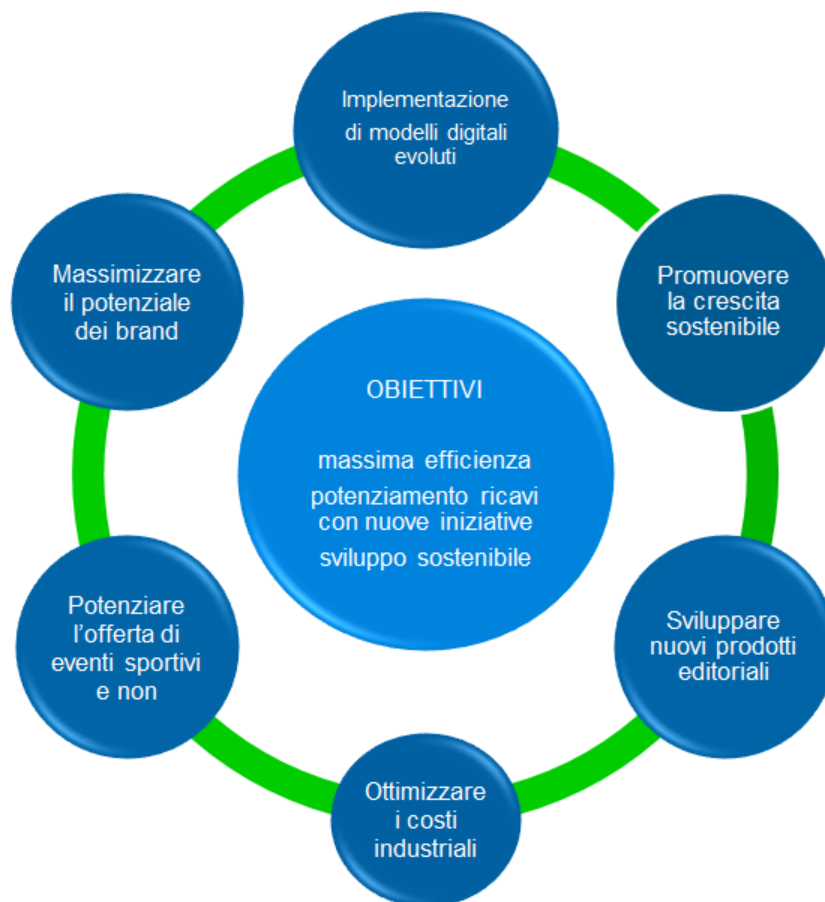 Implementazione
di modelli digitali
evoluti
Promuovere
la crescita
sostenibile
Sviluppare
nuovi prodotti
editoriali
Ottimizzare
i costi
industriali
Potenziare
l’offerta di
eventi sportivi
e non
Massimizzare
il potenziale
dei brand
OBIETTIVI
massima efficienza
potenziamento ricavi
con nuove iniziative
sviluppo sostenibile